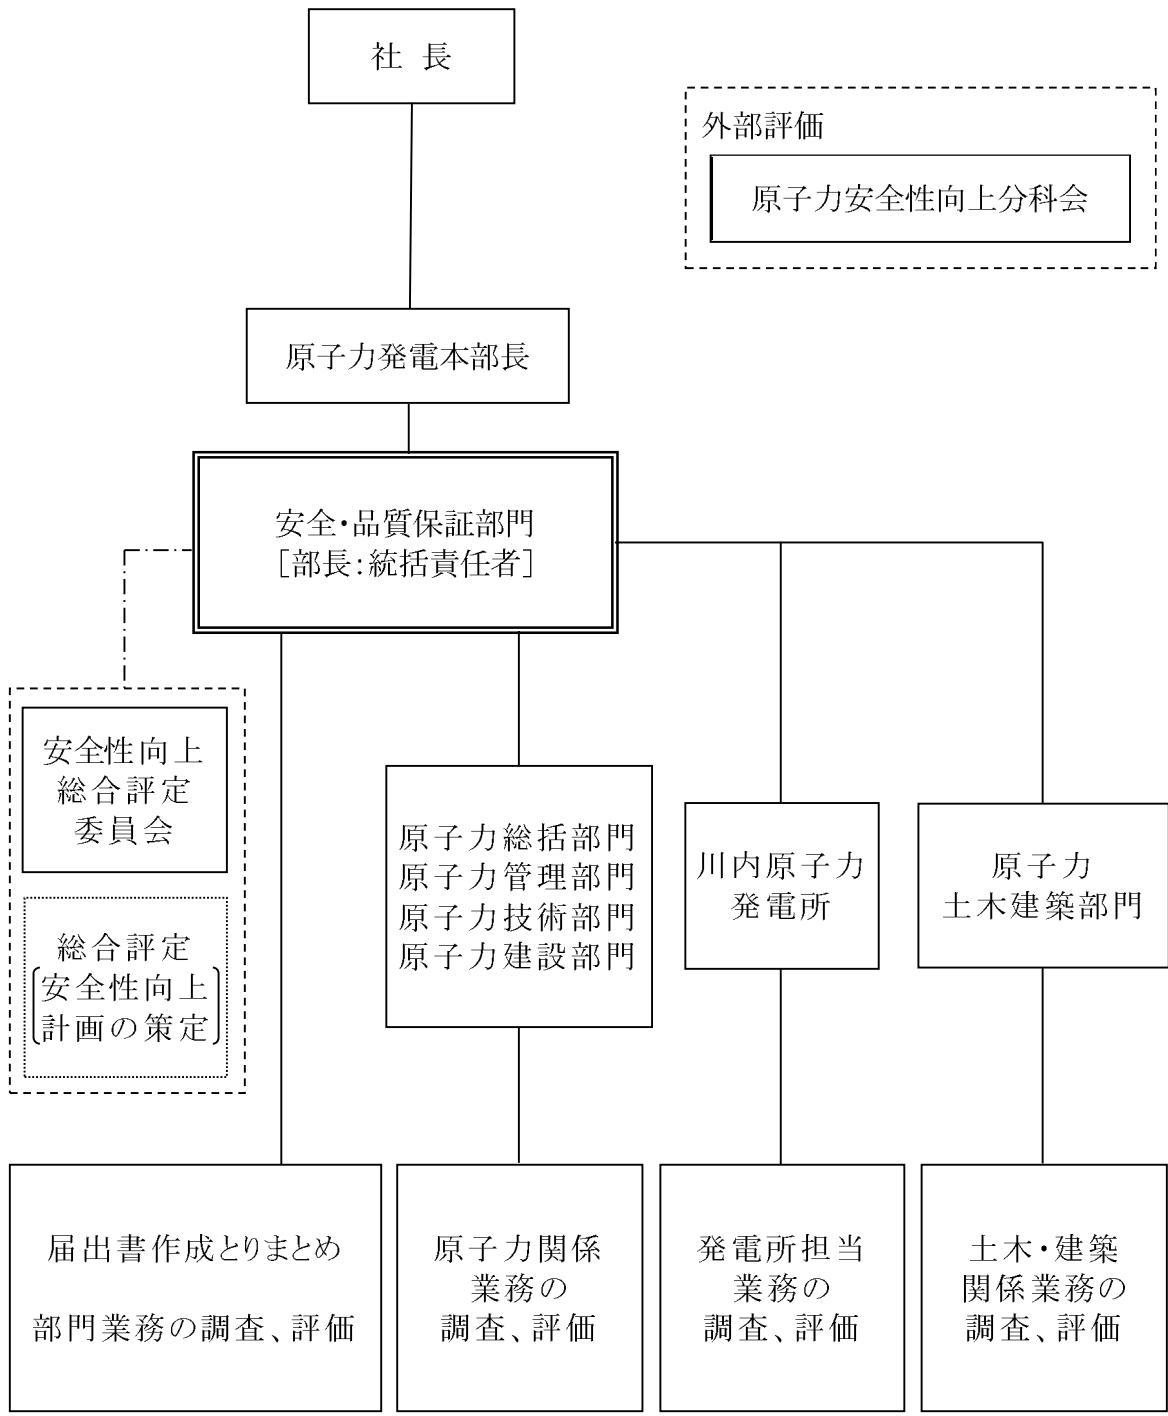 社 長
外部評価
原子力安全性向上分科会
原子力発電本部長
安全・品質保証部門
［部長：統括責任者］
安全性向上
総合評定
委員会
総合評定
安全性向上
計画の策定
原子力総括部門
原子力管理部門
原子力技術部門
原子力建設部門
川内原子力
発電所
原子力
土木建築部門
届出書作成とりまとめ
部門業務の調査、評価
原子力関係
業務の
調査、評価
発電所担当
業務の
調査、評価
土木・建築
関係業務の
調査、評価